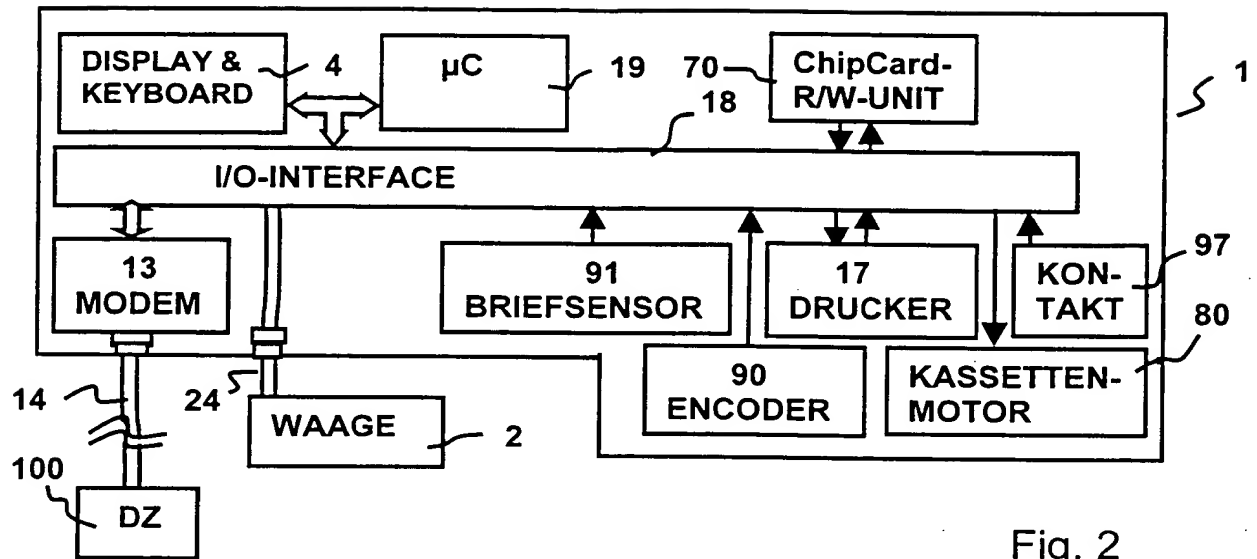 DISPLAY &
KEYBOARD
4
µC
19
70
ChipCard-
R/W-UNIT
1
18
I/O-INTERFACE
13
MODEM
91
BRIEFSENSOR
17
DRUCKER
KON-
TAKT
97
80
14
24
WAAGE
2
90
ENCODER
KASSETTEN-
MOTOR
100
DZ
Fig. 2